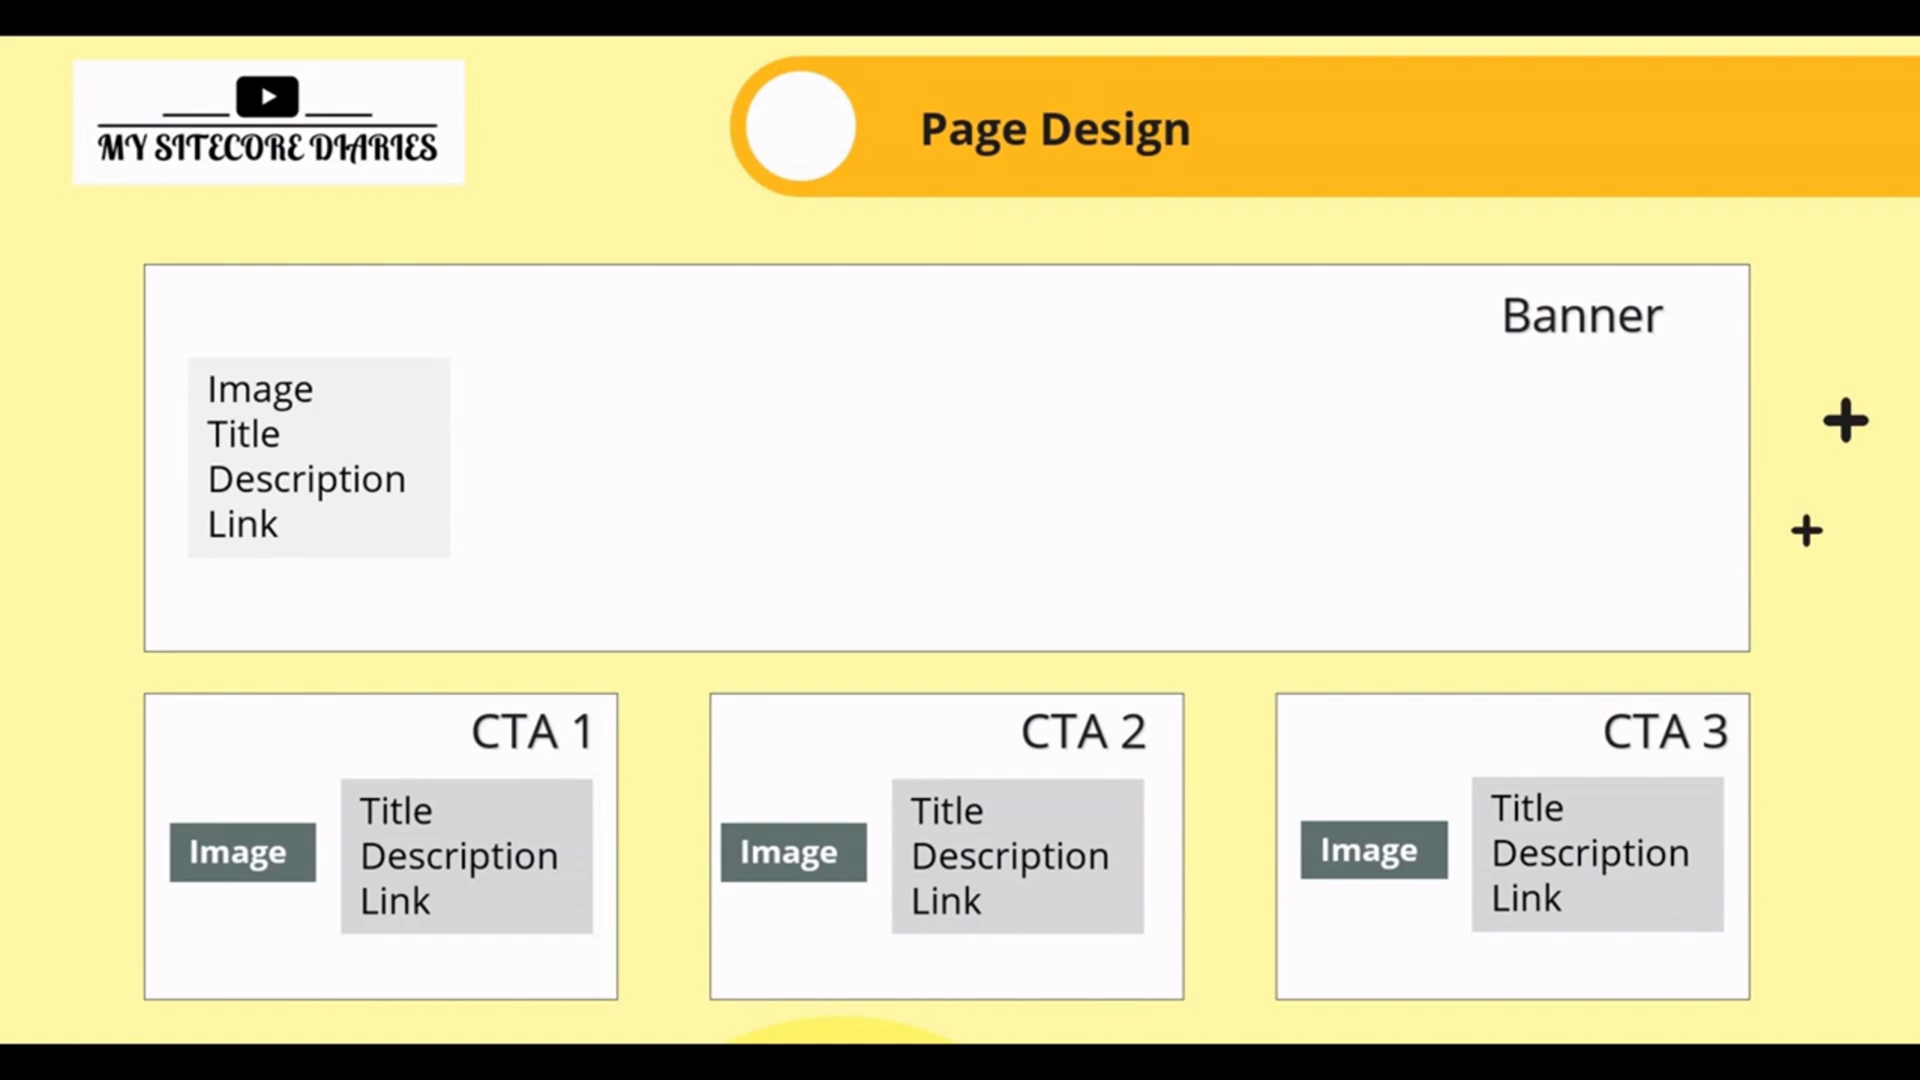 MY SITECORE DIARIES
Page Design
Banner
Image
Title
Description
Link
CTA 1
Image
Title
Description
Link
CTA 2
Image
Title
Description
Link
CTA 3
Image
Title
Description
Link